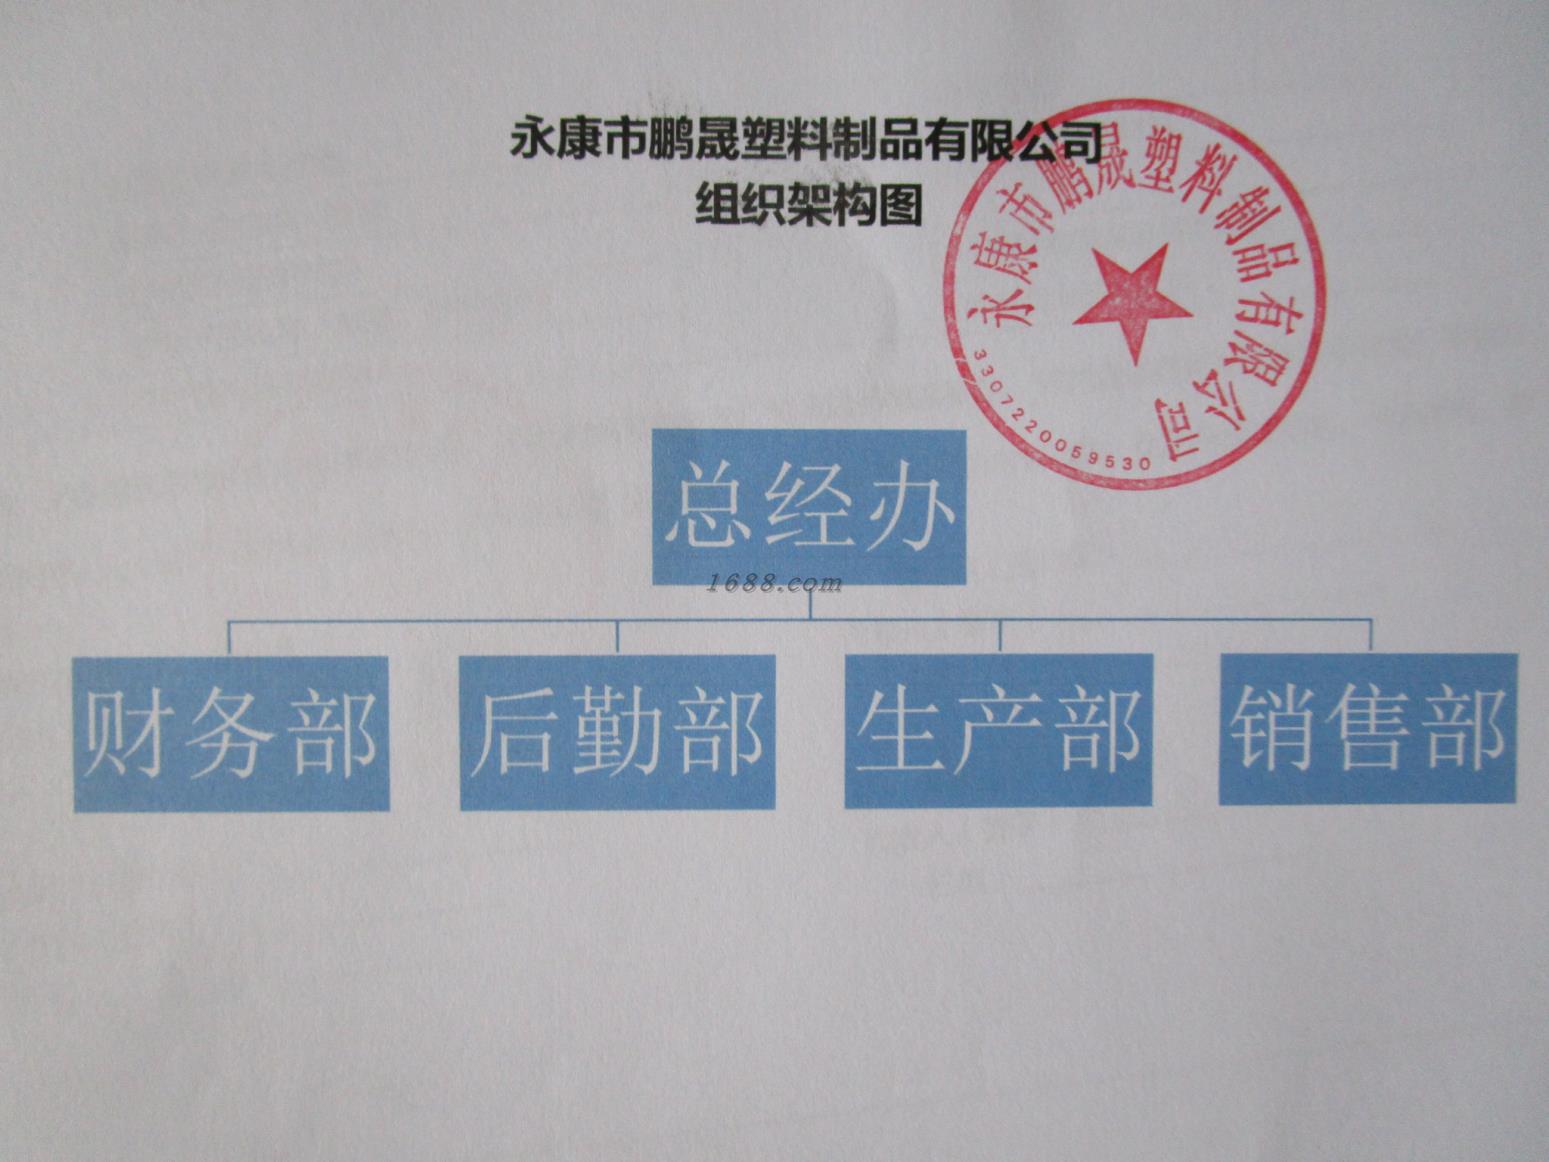 永康市鹏晟塑料制品有限公司
组织架构图
永康市鹏晟塑料制品有限公司
3307220059530
总经办
1688.com
财务部 后勤部 生产部 销售部